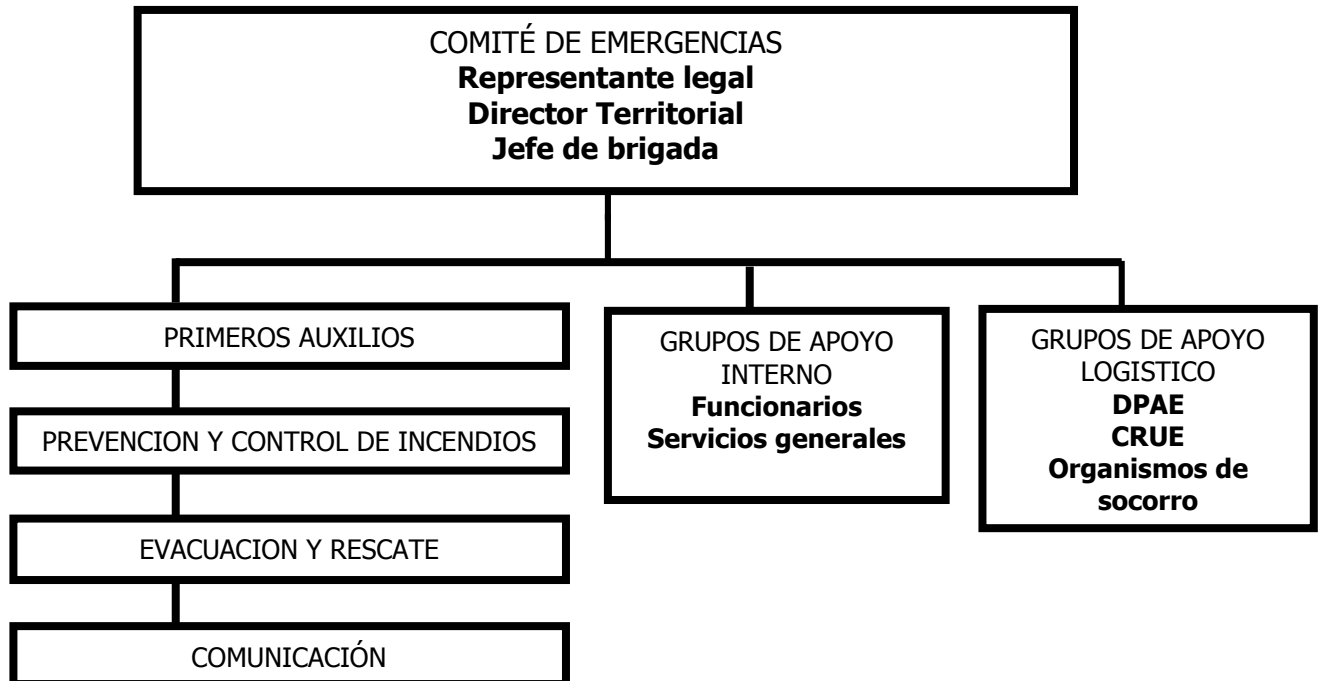 COMITÉ DE EMERGENCIAS
Representante legal
Director Territorial
Jefe de brigada
PRIMEROS AUXILIOS
PREVENCION Y CONTROL DE INCENDIOS
EVACUACION Y RESCATE
COMUNICACIÓN
GRUPOS DE APOYO
INTERNO
Funcionarios
Servicios generales
GRUPOS DE APOYO
LOGISTICO
DPAE
CRUE
Organismos de
socorro